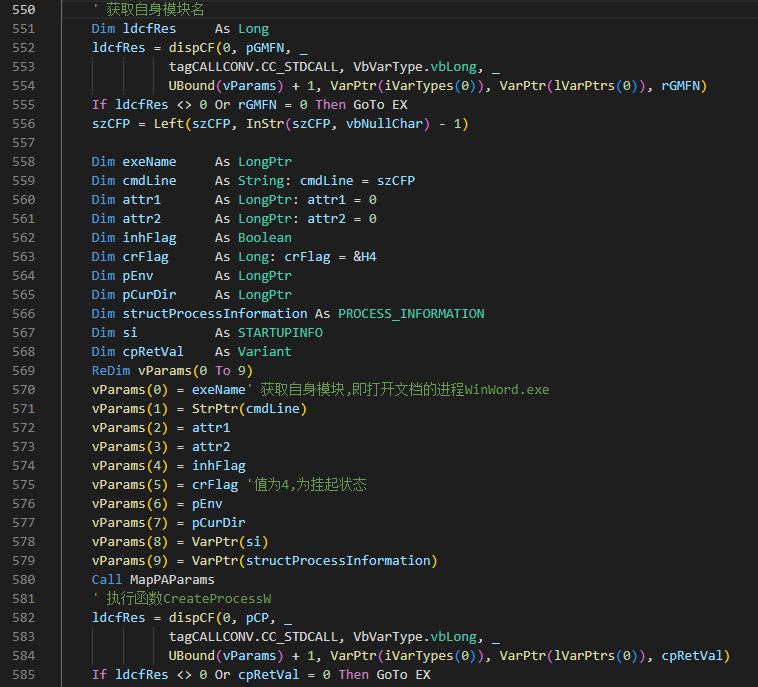 550 ' 获取自身模块名
551 Dim ldcfRes As Long
552 ldcfRes = dispCF(0, pGMFN, _
553 tagCALLCONV.CC_STDCALL, VbVarType.vbLong, _
554 UBound(vParams) + 1, VarPtr(iVarTypes(0)), VarPtr(lVarPtrs(0)), rGMFN)
555 If ldcfRes <> 0 Or rGMFN = 0 Then GoTo EX
556 szCFP = Left(szCFP, InStr(szCFP, vbNullChar) - 1)
557
558 Dim exeName As LongPtr
559 Dim cmdLine As String: cmdLine = szCFP
560 Dim attr1 As LongPtr: attr1 = 0
561 Dim attr2 As LongPtr: attr2 = 0
562 Dim inhFlag As Boolean
563 Dim crFlag As Long: crFlag = &H4
564 Dim pEnv As LongPtr
565 Dim pCurDir As LongPtr
566 Dim structProcessInformation As PROCESS_INFORMATION
567 Dim si As STARTUPINFO
568 Dim cpRetVal As Variant
569 ReDim vParams(0 To 9)
570 vParams(0) = exeName' 获取自身模块,即打开文档的进程WinWord.exe
571 vParams(1) = StrPtr(cmdLine)
572 vParams(2) = attr1
573 vParams(3) = attr2
574 vParams(4) = inhFlag
575 vParams(5) = crFlag '值为4,为挂起状态
576 vParams(6) = pEnv
577 vParams(7) = pCurDir
578 vParams(8) = VarPtr(si)
579 vParams(9) = VarPtr(structProcessInformation)
580 Call MapPAParams
581 ' 执行函数CreateProcessW
582 ldcfRes = dispCF(0, pCP, _
583 tagCALLCONV.CC_STDCALL, VbVarType.vbLong, _
584 UBound(vParams) + 1, VarPtr(iVarTypes(0)), VarPtr(lVarPtrs(0)), cpRetVal)
585 If ldcfRes <> 0 Or cpRetVal = 0 Then GoTo EX